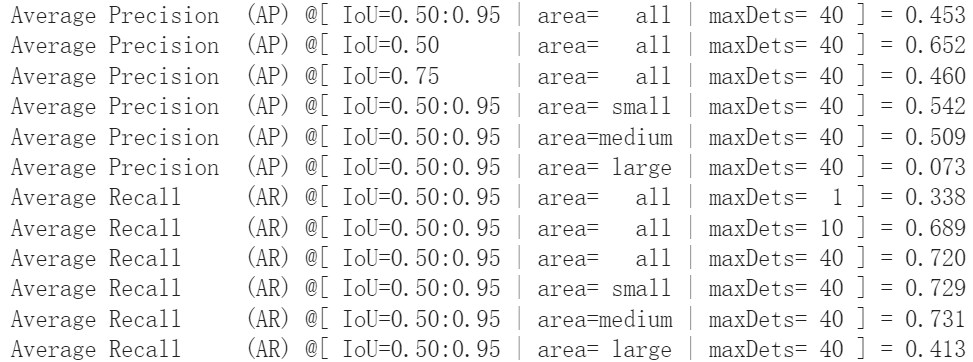 Average Precision  (AP) @[ IoU=0.50:0.95 | area=   all | maxDets= 40 ] = 0.453
Average Precision  (AP) @[ IoU=0.50      | area=   all | maxDets= 40 ] = 0.652
Average Precision  (AP) @[ IoU=0.75      | area=   all | maxDets= 40 ] = 0.460
Average Precision  (AP) @[ IoU=0.50:0.95 | area= small | maxDets= 40 ] = 0.542
Average Precision  (AP) @[ IoU=0.50:0.95 | area=medium | maxDets= 40 ] = 0.509
Average Precision  (AP) @[ IoU=0.50:0.95 | area= large | maxDets= 40 ] = 0.073
Average Recall     (AR) @[ IoU=0.50:0.95 | area=   all | maxDets=  1 ] = 0.338
Average Recall     (AR) @[ IoU=0.50:0.95 | area=   all | maxDets= 10 ] = 0.689
Average Recall     (AR) @[ IoU=0.50:0.95 | area=   all | maxDets= 40 ] = 0.720
Average Recall     (AR) @[ IoU=0.50:0.95 | area= small | maxDets= 40 ] = 0.729
Average Recall     (AR) @[ IoU=0.50:0.95 | area=medium | maxDets= 40 ] = 0.731
Average Recall     (AR) @[ IoU=0.50:0.95 | area= large | maxDets= 40 ] = 0.413